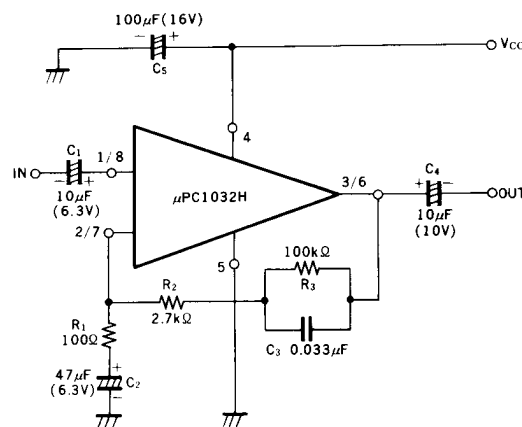 100μF(16V)
- +
C5
VCC
4
C1
1/8
IN
- +
10μF
(6.3V)
μPC1032H
3/6
C4
+ -
OUT
10μF
(10V)
2/7
5
100kΩ
R3
R2
2.7kΩ
R1
100Ω
C3 0.033μF
+
47μF
(6.3V)
C2
-